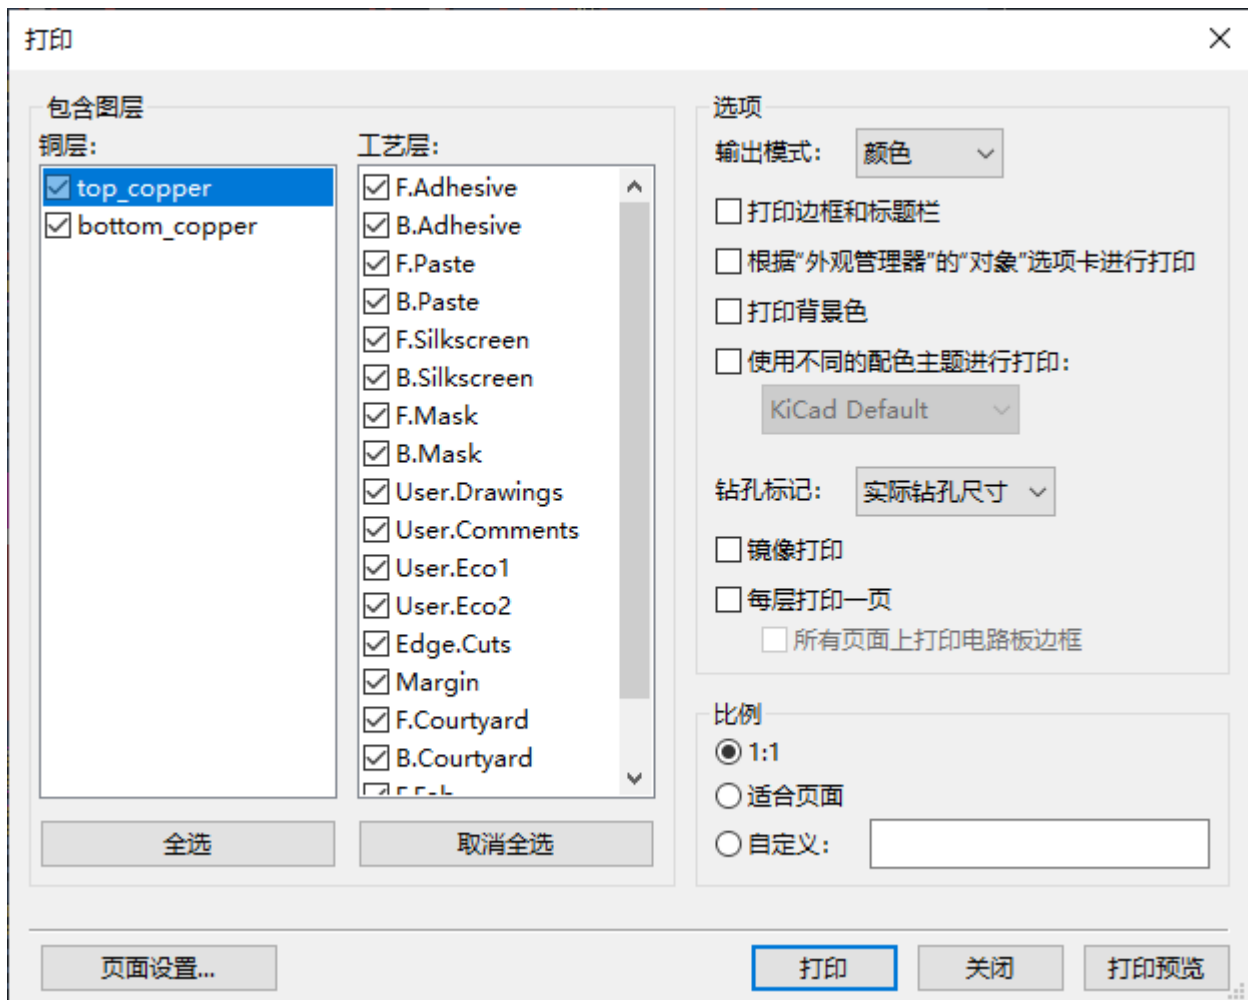 打印
包含图层
铜层:
top_copper
bottom_copper
全选
工艺层:
F.Adhesive
B.Adhesive
F.Paste
B.Paste
F.Silkscreen
B.Silkscreen
F.Mask
B.Mask
User.Drawings
User.Comments
User.Eco1
User.Eco2
Edge.Cuts
Margin
F.Courtyard
B.Courtyard
取消全选
选项
输出模式: 颜色
打印边框和标题栏
根据“外观管理器”的“对象”选项卡进行打印
打印背景色
使用不同的配色主题进行打印:
KiCad Default
钻孔标记: 实际钻孔尺寸
镜像打印
每层打印一页
所有页面上打印电路板边框
比例
1:1
适合页面
自定义:
页面设置...
打印
关闭
打印预览